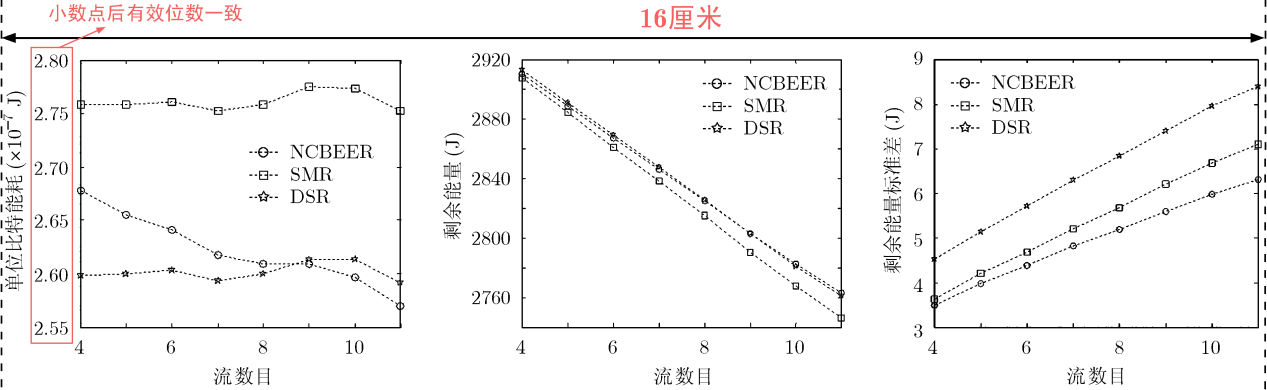 小数点后有效位数一致
16厘米
2.80
2.75
2.70
2.65
2.60
2.55
单位比特能耗 (×10⁻⁷ J)
NCBEER
SMR
DSR
4 6 8 10
流数目
2920
2880
2840
2800
2760
剩余能量 (J)
NCBEER
SMR
DSR
4 6 8 10
流数目
9
8
7
6
5
4
3
剩余能量标准差 (J)
NCBEER
SMR
DSR
4 6 8 10
流数目